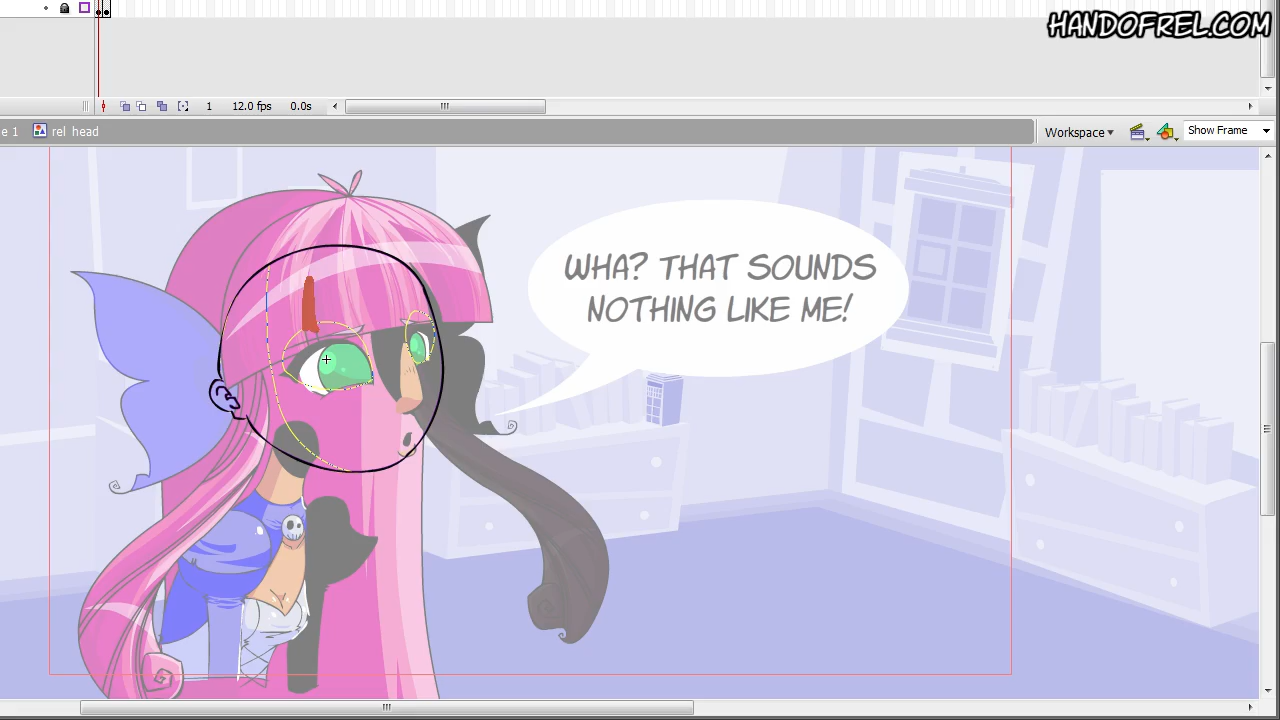 HANDOFREL.COM
1 12.0 fps 0.0s
e 1 rel head
Workspace
Show Frame
WHA? THAT SOUNDS
NOTHING LIKE ME!